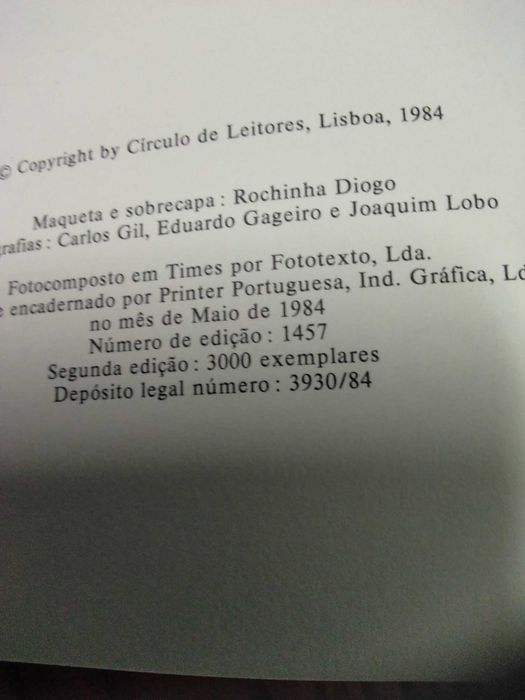 © Copyright by Círculo de Leitores, Lisboa, 1984
Maqueta e sobrecapa : Rochinha Diogo
grafias : Carlos Gil, Eduardo Gageiro e Joaquim Lobo
Fotocomposto em Times por Fototexto, Lda.
e encadernado por Printer Portuguesa, Ind. Gráfica, Ld
no mês de Maio de 1984
Número de edição : 1457
Segunda edição : 3000 exemplares
Depósito legal número : 3930/84